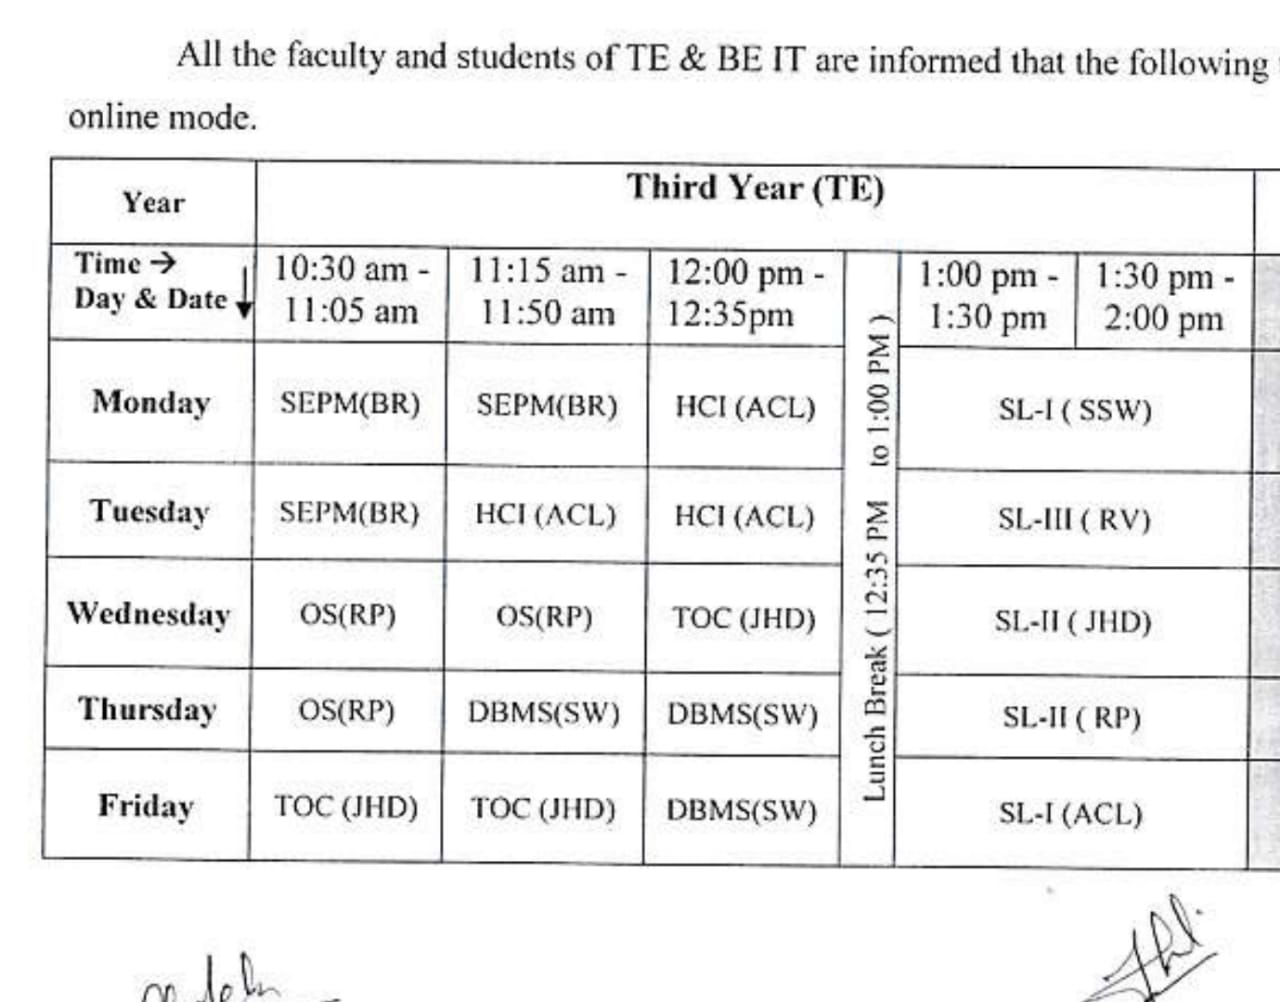 All the faculty and students of TE & BE IT are informed that the following
online mode.
Year
Third Year (TE)
Time →
Day & Date ↓
10:30 am -
11:05 am
11:15 am -
11:50 am
12:00 pm -
12:35pm
Lunch Break ( 12:35 PM to 1:00 PM )
1:00 pm -
1:30 pm
1:30 pm -
2:00 pm
Monday SEPM(BR) SEPM(BR) HCI (ACL) SL-I ( SSW)
Tuesday SEPM(BR) HCI (ACL) HCI (ACL) SL-III ( RV)
Wednesday OS(RP) OS(RP) TOC (JHD) SL-II ( JHD)
Thursday OS(RP) DBMS(SW) DBMS(SW) SL-II ( RP)
Friday TOC (JHD) TOC (JHD) DBMS(SW) SL-I (ACL)